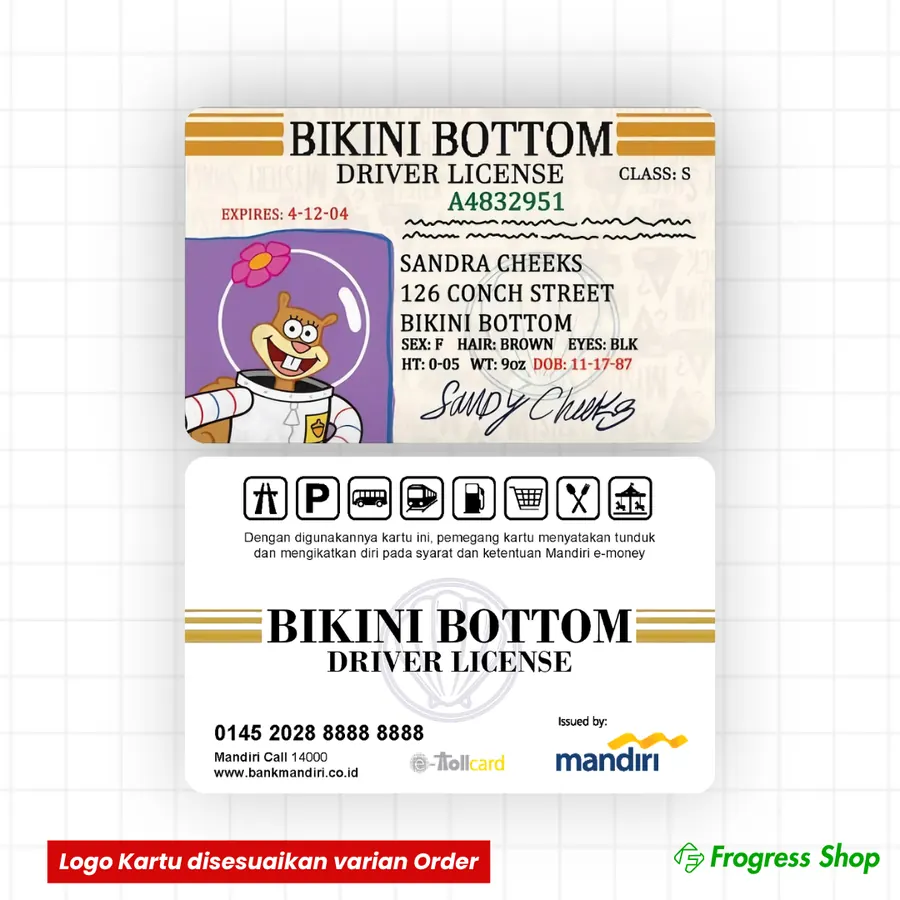 BIKINI BOTTOM
DRIVER LICENSE
CLASS: S
A4832951
EXPIRES: 4-12-04
SANDRA CHEEKS
126 CONCH STREET
BIKINI BOTTOM
SEX: F HAIR: BROWN EYES: BLK
HT: 0-05 WT: 9oz DOB: 11-17-87
Sandy Cheeks
P
Dengan digunakannya kartu ini, pemegang kartu menyatakan tunduk
dan mengikatkan diri pada syarat dan ketentuan Mandiri e-money
BIKINI BOTTOM
DRIVER LICENSE
0145 2028 8888 8888
Mandiri Call 14000
www.bankmandiri.co.id
e-Tollcard
Issued by:
mandiri
Logo Kartu disesuaikan varian Order
Frogress Shop